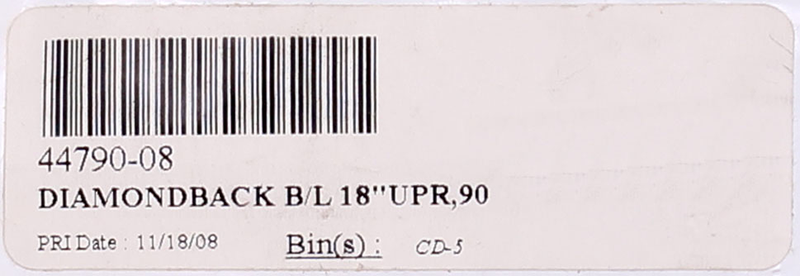 44790-08
DIAMONDBACK B/L 18"UPR,90
PRI Date : 11/18/08 Bin(s) : CD-5